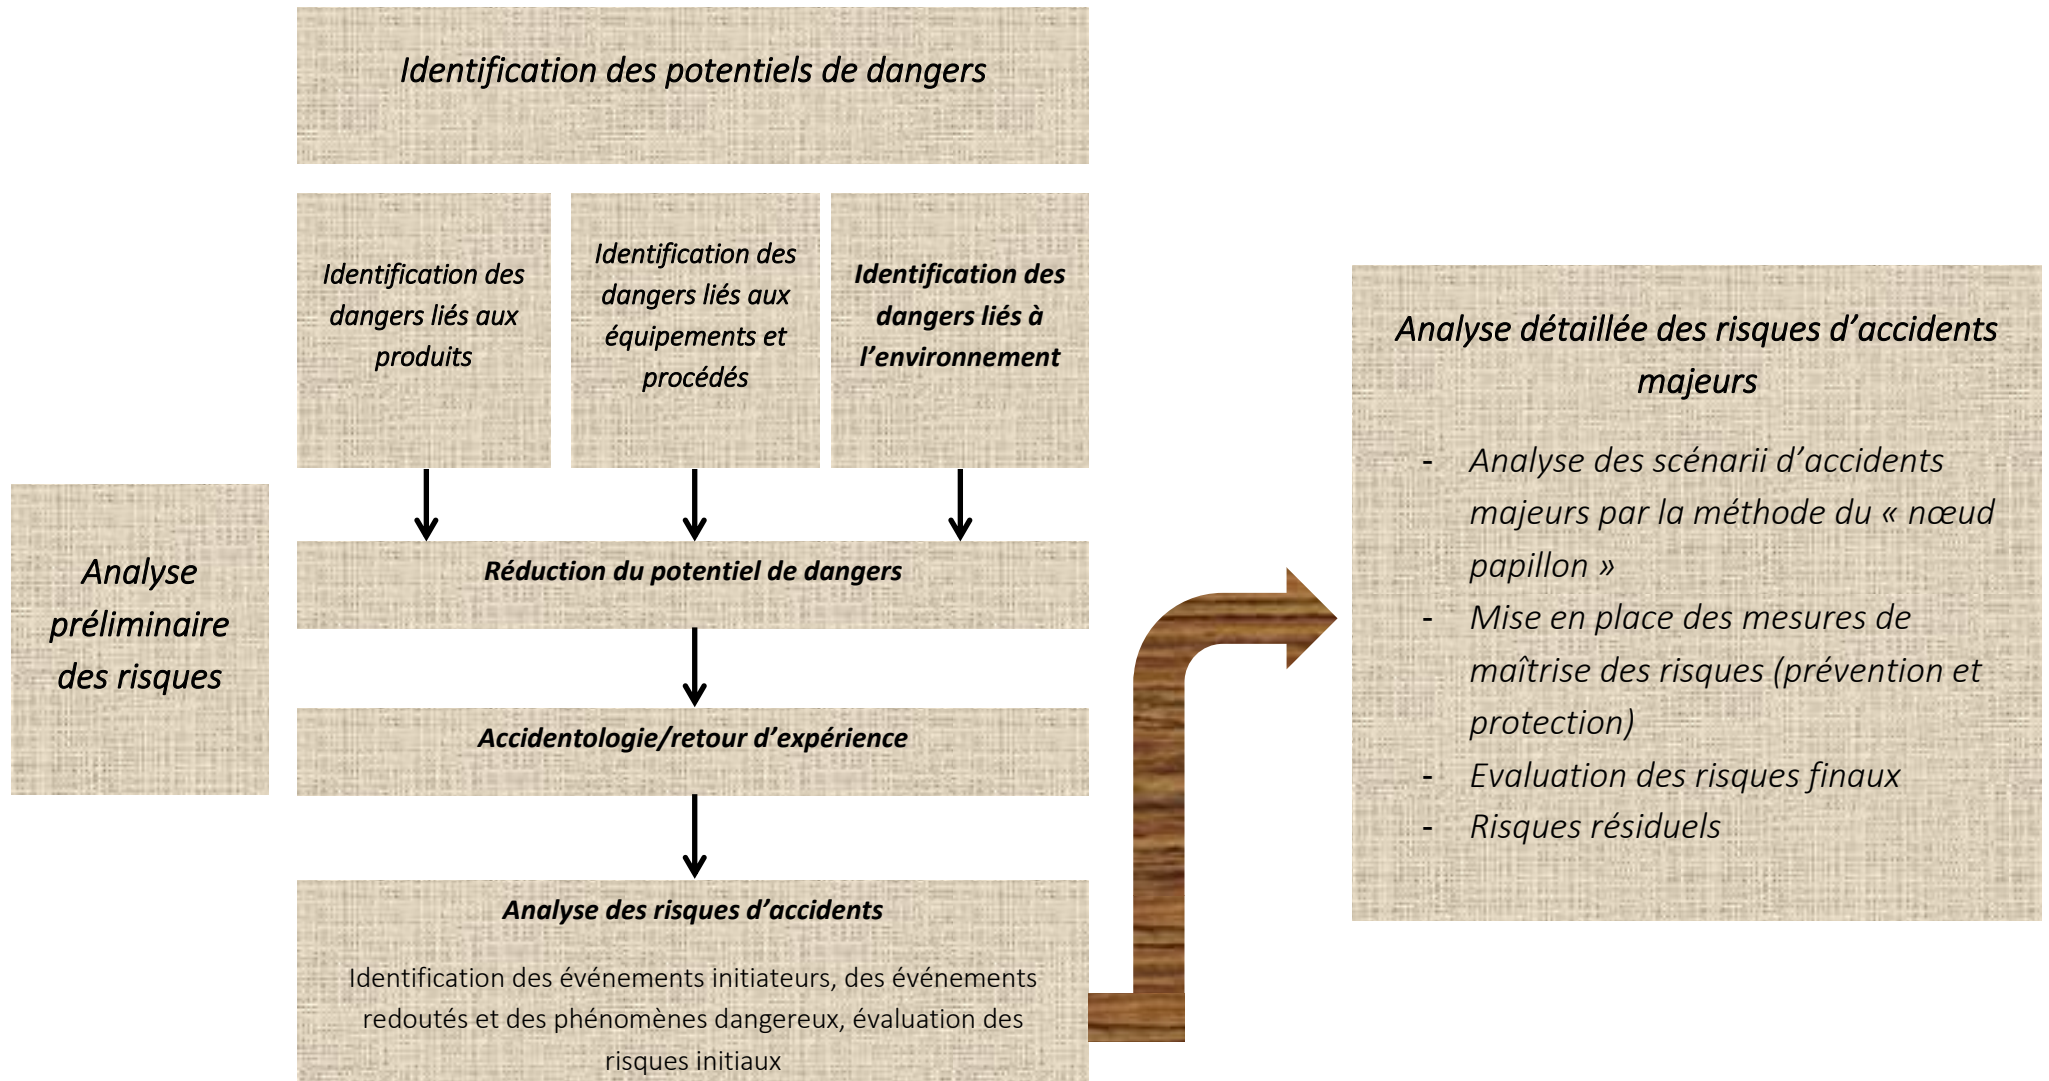 Identification des potentiels de dangers
Identification des
dangers liés aux
produits
Identification des
dangers liés aux
équipements et
procédés
Identification des
dangers liés à
l’environnement
Réduction du potentiel de dangers
Analyse
préliminaire
des risques
Accidentologie/retour d’expérience
Analyse des risques d’accidents
Identification des événements initiateurs, des événements
redoutés et des phénomènes dangereux, évaluation des
risques initiaux
Analyse détaillée des risques d’accidents
majeurs
- Analyse des scénarii d’accidents
majeurs par la méthode du « nœud
papillon »
- Mise en place des mesures de
maîtrise des risques (prévention et
protection)
- Evaluation des risques finaux
- Risques résiduels